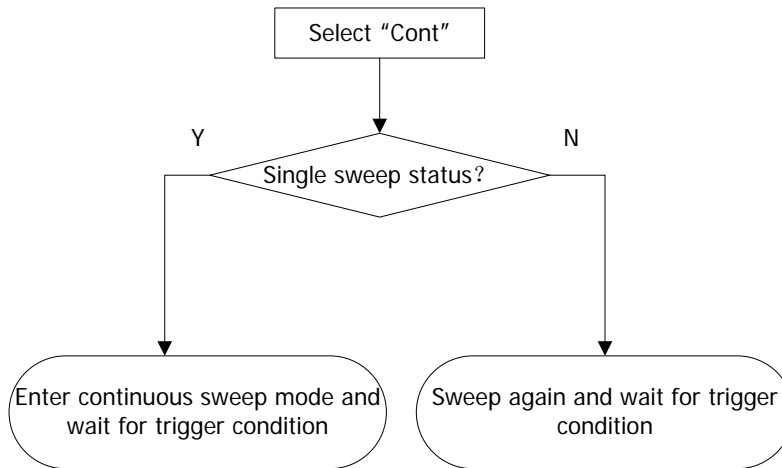 Select “Cont”
Y
N
Single sweep status？
Enter continuous sweep mode and
wait for trigger condition
Sweep again and wait for trigger
condition